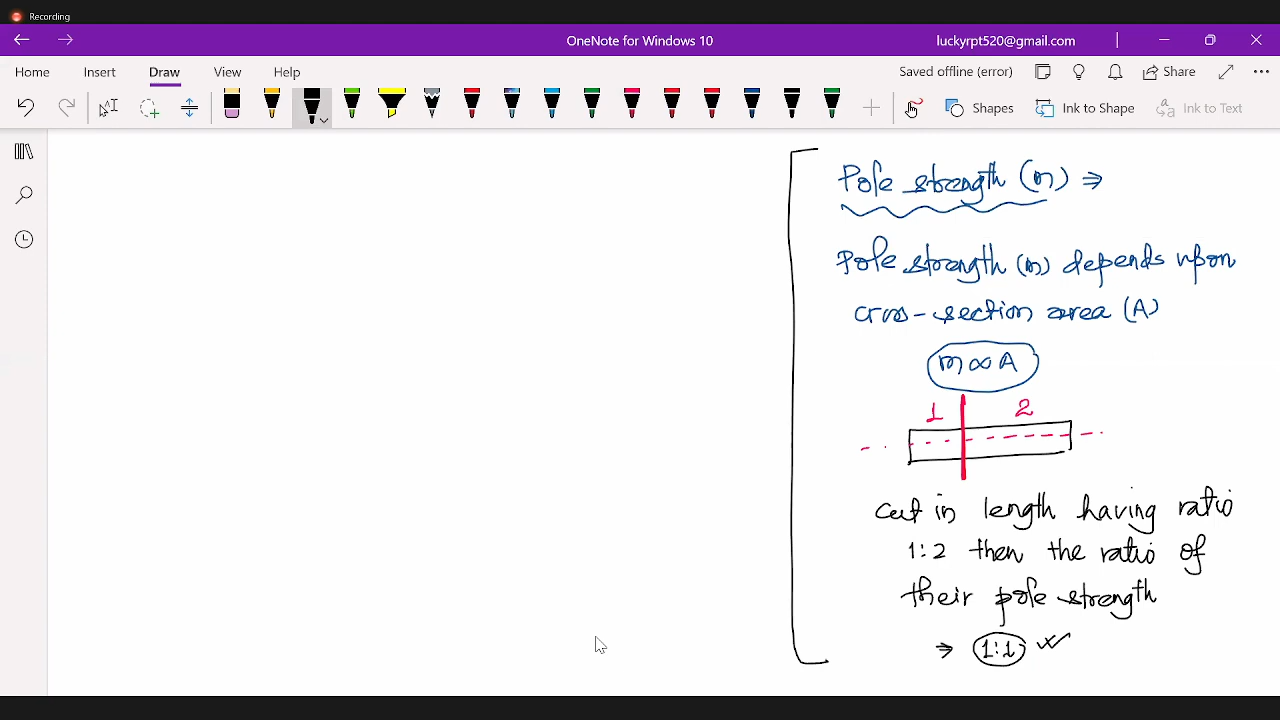 Recording
OneNote for Windows 10
luckyrpt520@gmail.com
Home Insert Draw View Help
Saved offline (error)
Share
Shapes
Ink to Shape
Ink to Text
Pole strength (m) ⇒
Pole strength (m) depends upon
cross-section area (A)
m ∝ A
1 2
Cut in length having ratio
1:2 then the ratio of
their pole strength
⇒ 1:1